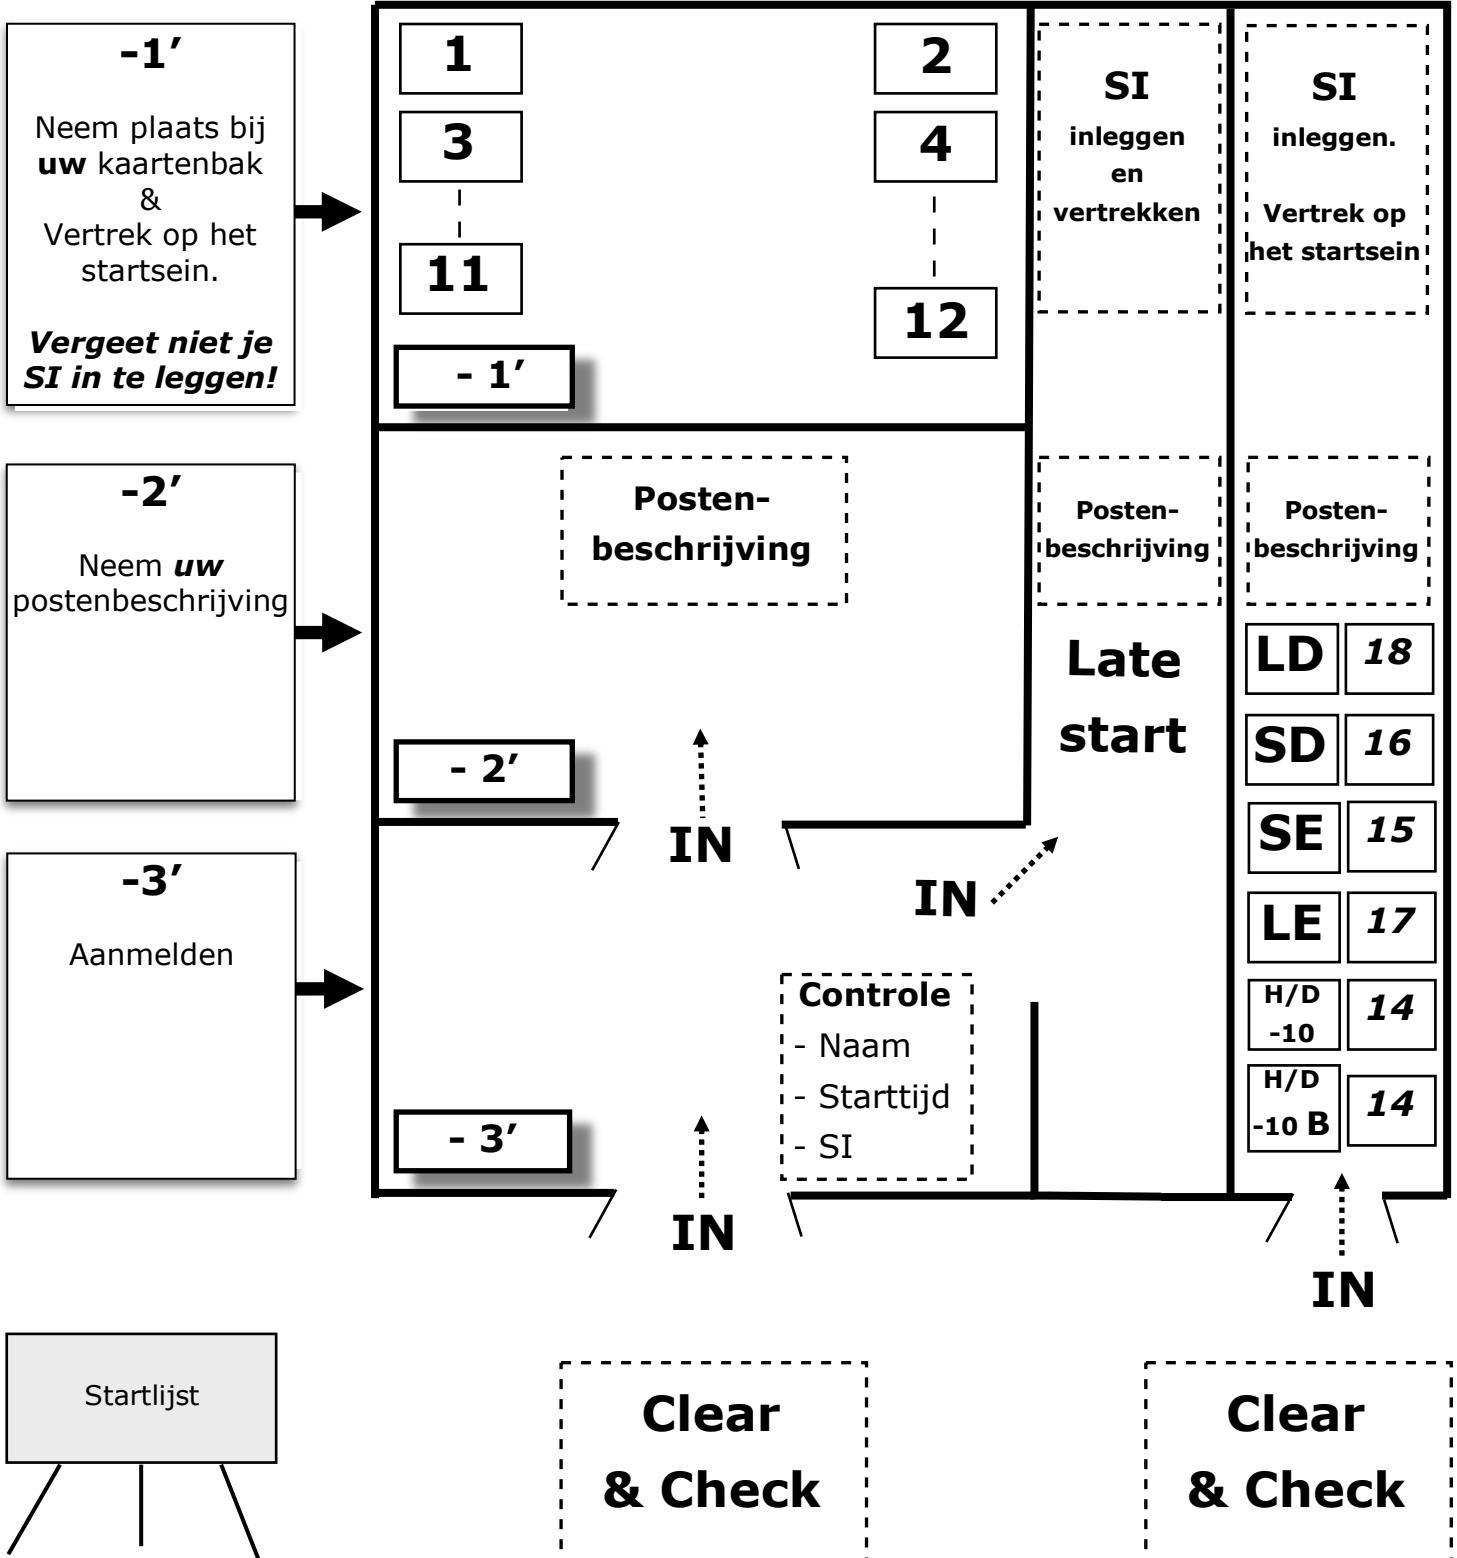 -1’
Neem plaats bij
uw kaartenbak
&
Vertrek op het
startsein.
Vergeet niet je
SI in te leggen!
-2’
Neem uw
postenbeschrijving
-3’
Aanmelden
Startlijst
1
2
3
4
11
12
- 1’
Posten-
beschrijving
- 2’
IN
Controle
- Naam
- Starttijd
- SI
- 3’
IN
Clear
& Check
SI
inleggen
en
vertrekken
Posten-
beschrijving
Late
start
IN
SI
inleggen.
Vertrek op
het startsein
Posten-
beschrijving
LD 18
SD 16
SE 15
LE 17
H/D
-10
14
H/D
-10 B
14
IN
Clear
& Check